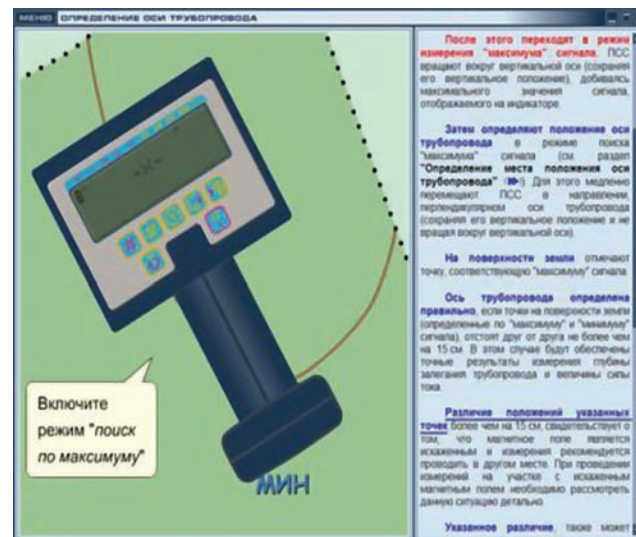 МЕНЮ ОПРЕДЕЛЕНИЕ ОСИ ТРУБОПРОВОДА
Включите
режим "поиск
по максимуму"
МИН
После этого переходят в режим
измерения "максимума" сигнала. ПСС
вращают вокруг вертикальной оси (сохраняя
его вертикальное положение), добиваясь
максимального значения сигнала,
отображаемого на индикаторе.
Затем определяют положение оси
трубопровода в режиме поиска
"максимума" сигнала (см. раздел
"Определение места положения оси
трубопровода" ). Для этого медленно
перемещают ПСС в направлении,
перпендикулярном оси трубопровода
(сохраняя его вертикальное положение и не
вращая вокруг вертикальной оси).
На поверхности земли отмечают
точку, соответствующую "максимуму" сигнала.
Ось трубопровода определена
правильно, если точки на поверхности земли
(определенные по "максимуму" и "минимуму"
сигнала), отстоят друг от друга не более чем
на 15 см. В этом случае будут обеспечены
точные результаты измерения глубины
залегания трубопровода и величины силы
тока.
Различие положений указанных
точек более чем на 15 см, свидетельствует о
том, что магнитное поле является
искаженным и измерения рекомендуется
проводить в другом месте. При проведении
измерений на участке с искаженным
магнитным полем необходимо рассмотреть
данную ситуацию детально.
Указанное различие, также может